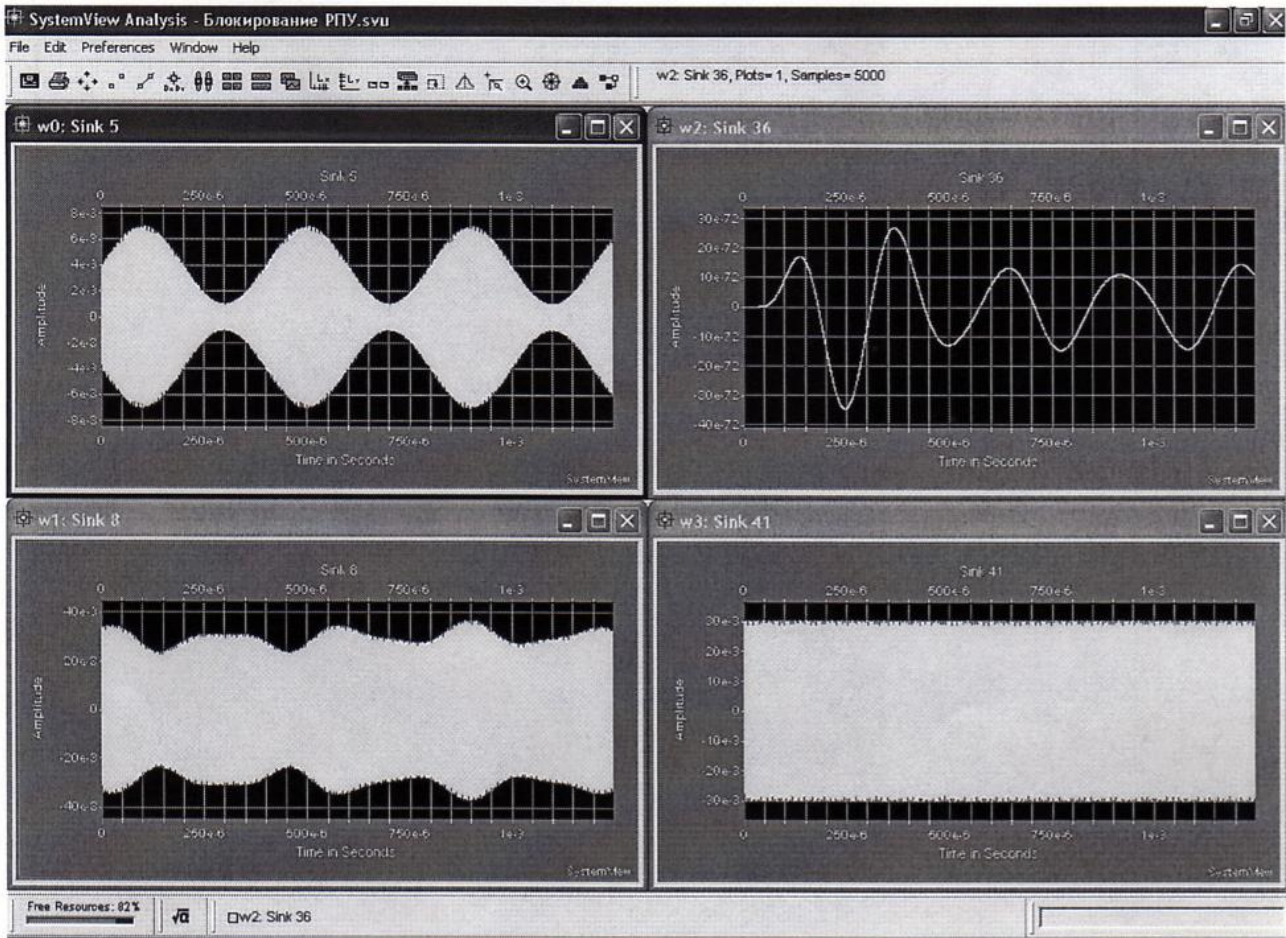 SystemView Analysis - Блокирование РПУ.svu
File Edit Preferences Window Help
w2: Sink 36, Plots= 1, Samples= 5000
w0: Sink 5
Sink 5
0 250e-6 500e-6 750e-6 1e-3
8e-3
6e-3
4e-3
2e-3
0
-2e-3
-4e-3
-6e-3
-8e-3
Amplitude
0 250e-6 500e-6 750e-6 1e-3
Time in Seconds
SystemView
w2: Sink 36
Sink 36
0 250e-6 500e-6 750e-6 1e-3
30e-72
20e-72
10e-72
0
-10e-72
-20e-72
-30e-72
-40e-72
Amplitude
0 250e-6 500e-6 750e-6 1e-3
Time in Seconds
SystemView
w1: Sink 8
Sink 8
0 250e-6 500e-6 750e-6 1e-3
40e-3
20e-3
0
-20e-3
-40e-3
Amplitude
0 250e-6 500e-6 750e-6 1e-3
Time in Seconds
SystemView
w3: Sink 41
Sink 41
0 250e-6 500e-6 750e-6 1e-3
30e-3
20e-3
10e-3
0
-10e-3
-20e-3
-30e-3
Amplitude
0 250e-6 500e-6 750e-6 1e-3
Time in Seconds
SystemView
Free Resources: 82%
√α
w2: Sink 36